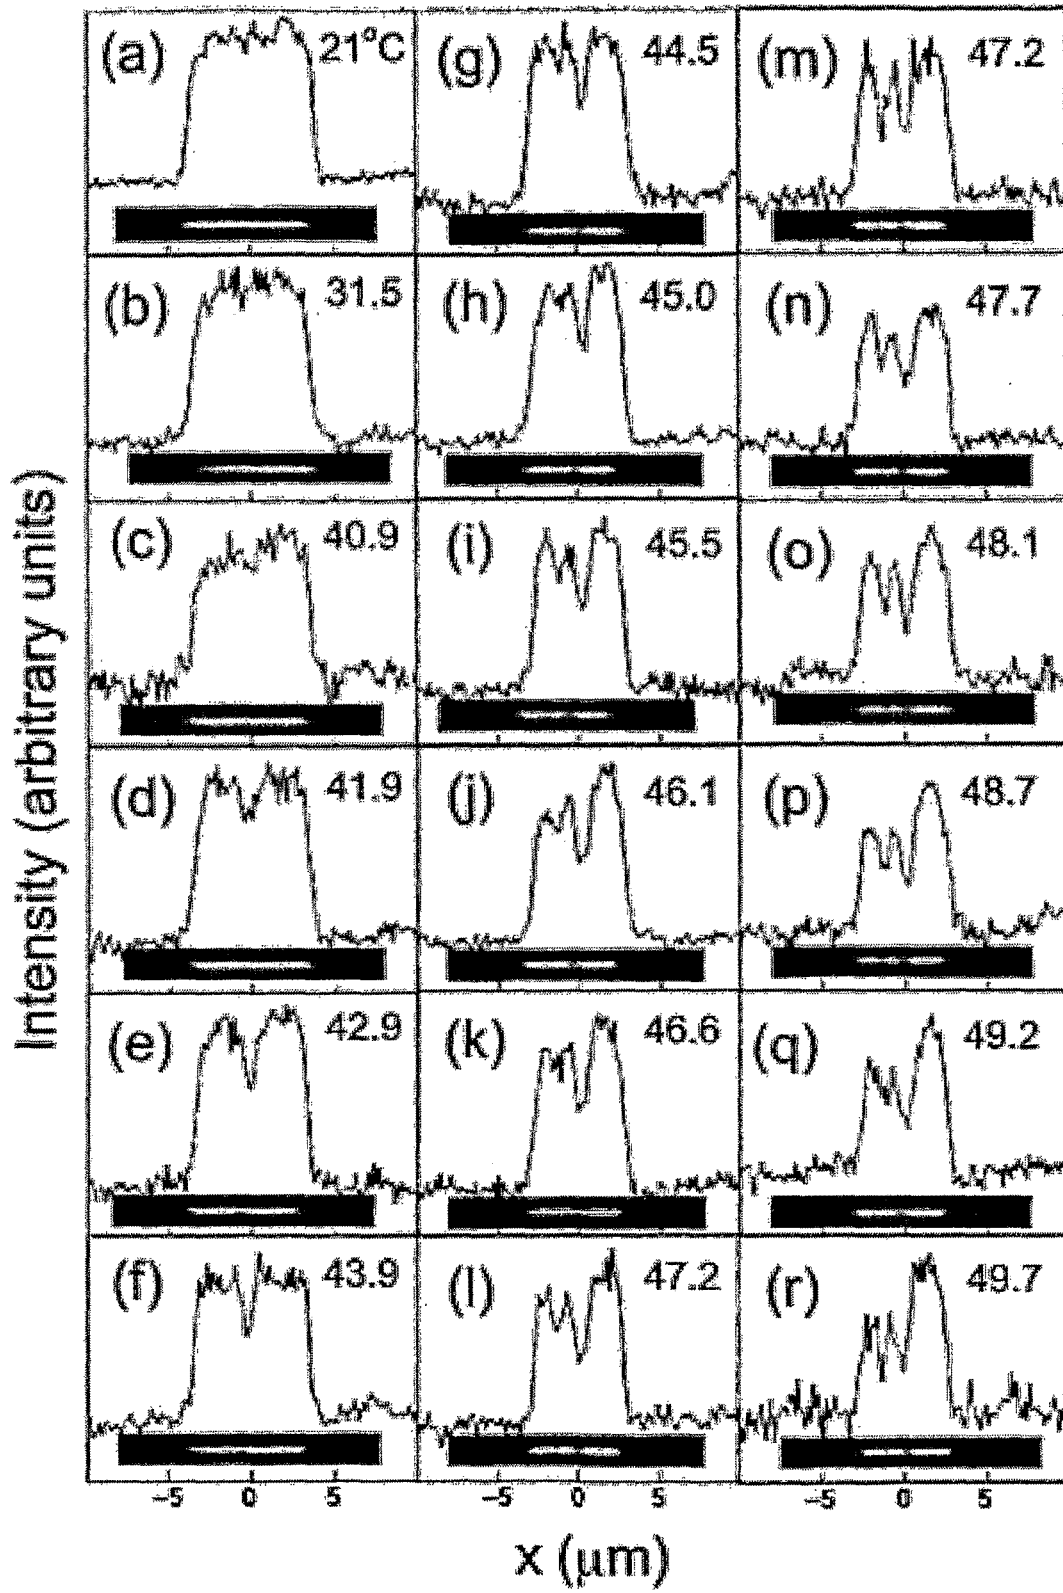 Intensity (arbitrary units)
(a) 21°C
(g) 44.5
(m) 47.2
(b) 31.5
(h) 45.0
(n) 47.7
(c) 40.9
(i) 45.5
(o) 48.1
(d) 41.9
(j) 46.1
(p) 48.7
(e) 42.9
(k) 46.6
(q) 49.2
(f) 43.9
(l) 47.2
(r) 49.7
-5 0 5 -5 0 5 -5 0 5
x (μm)